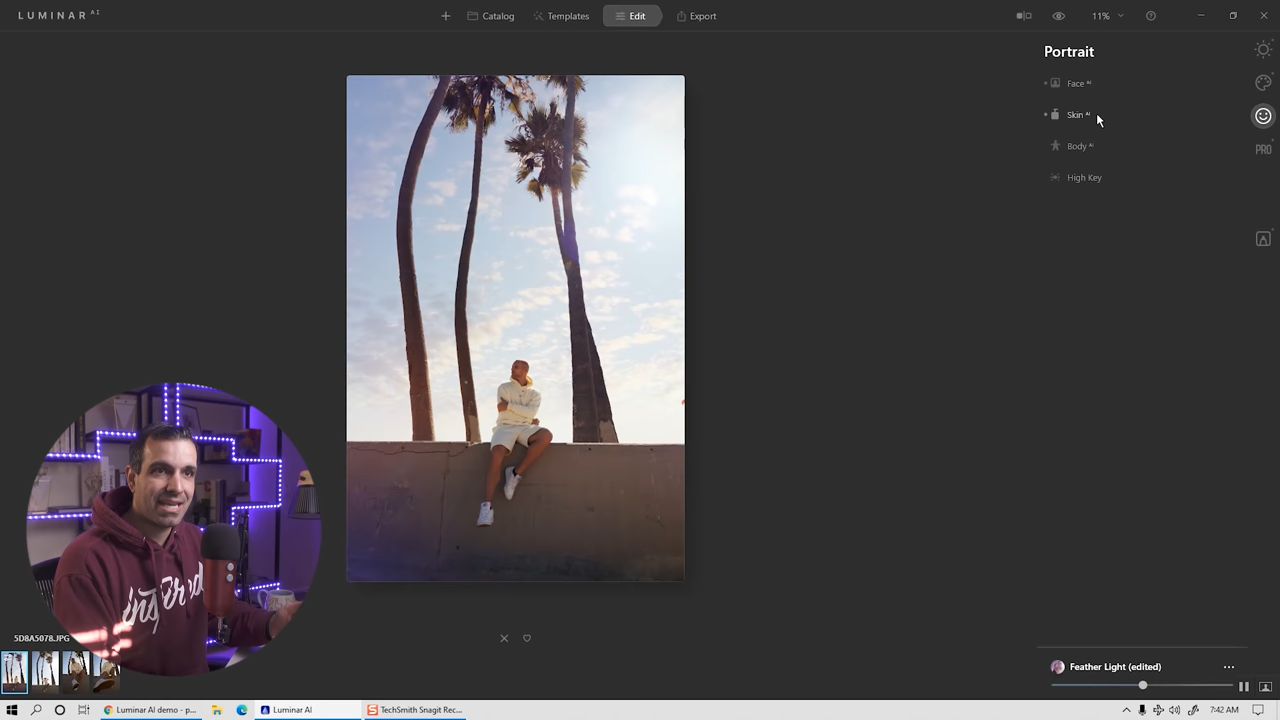 LUMINAR AI
Catalog Templates Edit Export
11%
Portrait
Face AI
Skin AI
Body AI
High Key
PRO
5D8A5078.JPG
Feather Light (edited)
Luminar AI demo - p...
Luminar AI
TechSmith Snagit Rec...
7:42 AM